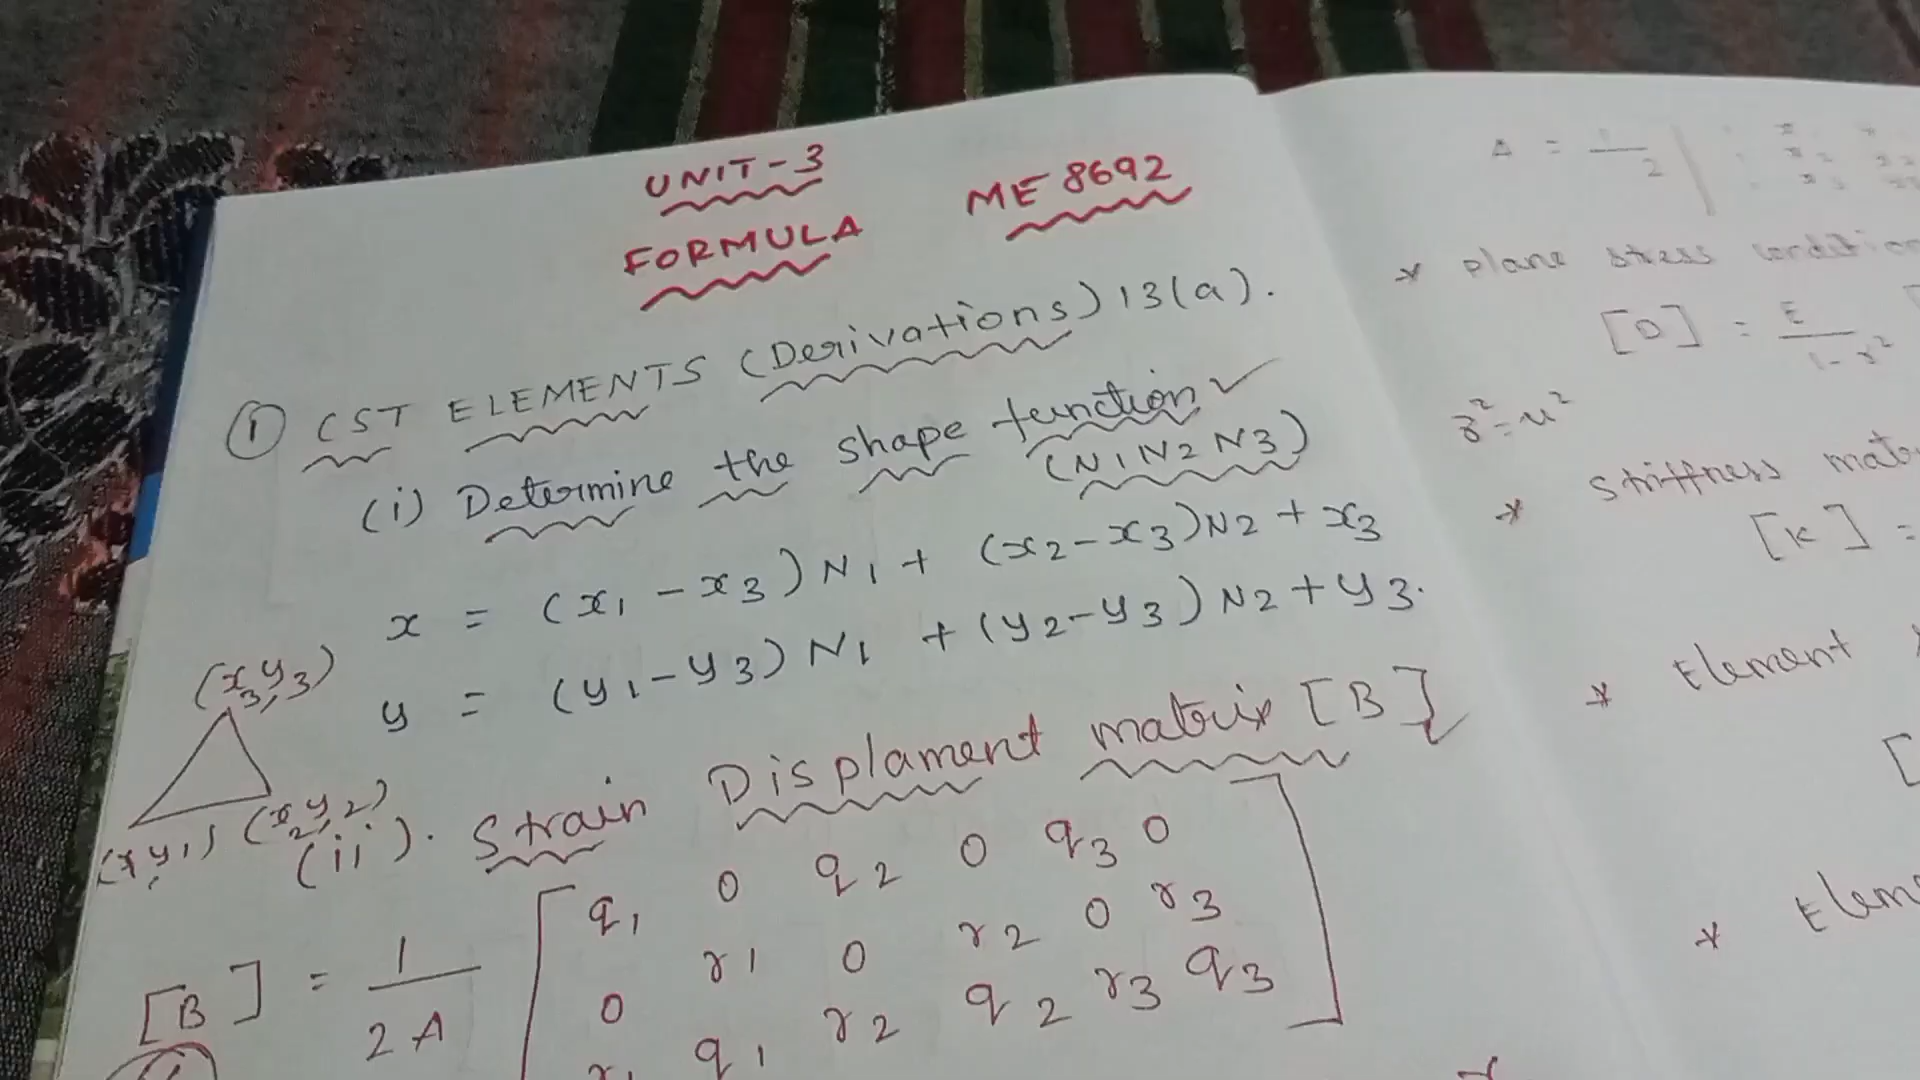 UNIT-3
FORMULA
ME 8692
① CST ELEMENTS (Derivations) 13(a).
(i) Determine the shape function ✓
(N1 N2 N3)
x = (x1 - x3) N1 + (x2-x3) N2 + x3
y = (y1-y3) N1 + (y2-y3) N2 + y3.
(x3,y3)
(x2,y2)
(ii). Strain Displament matrix [B] ✓
[B] = 1/2A
q1 0 q2 0 q3 0
0 r1 0 r2 0 r3
r1 q1 r2 q2 r3 q3
A = 1/2
* plane stress condition
[D] = E/1-r²
* stiffness
[K] =
* Element
*